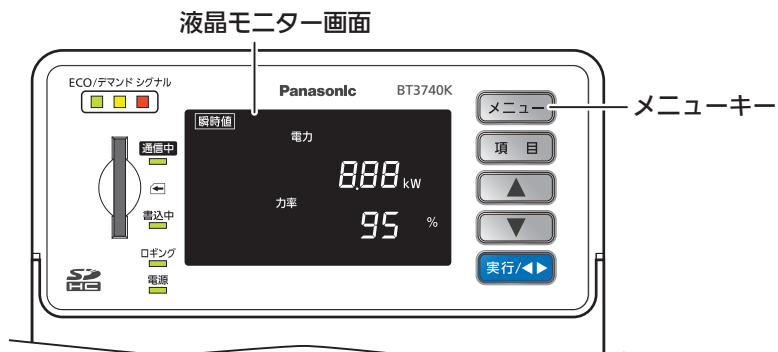 液晶モニター画面
ECO/デマンド シグナル
Panasonic BT3740K
メニュー
メニューキー
瞬時値
電力
通信中
項 目
8.88 kW
力率
書込中
95 %
ロギング
実行/◀▶
SD HC
電源